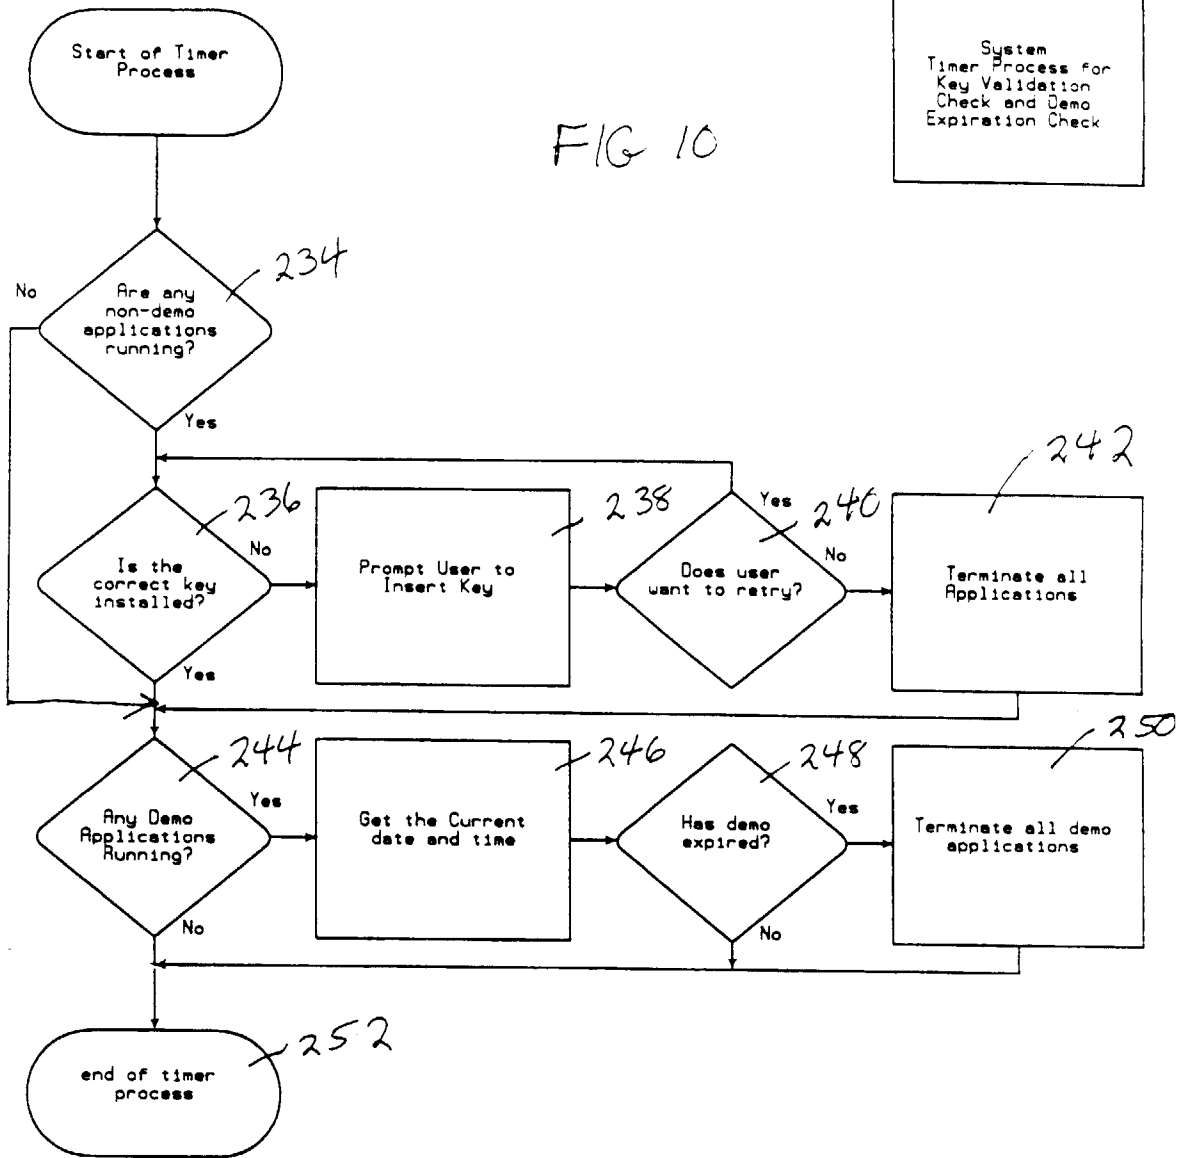 Start of Timer
Process
System
Timer Process for
Key Validation
Check and Demo
Expiration Check
FIG 10
234
No
Are any
non-demo
applications
running?
Yes
236
No
Is the
correct key
installed?
Yes
238
Prompt User to
Insert Key
Yes
240
No
Does user
want to retry?
242
Terminate all
Applications
244
Yes
Any Demo
Applications
Running?
No
246
Get the Current
date and time
248
Yes
Has demo
expired?
No
250
Terminate all demo
applications
252
end of timer
process